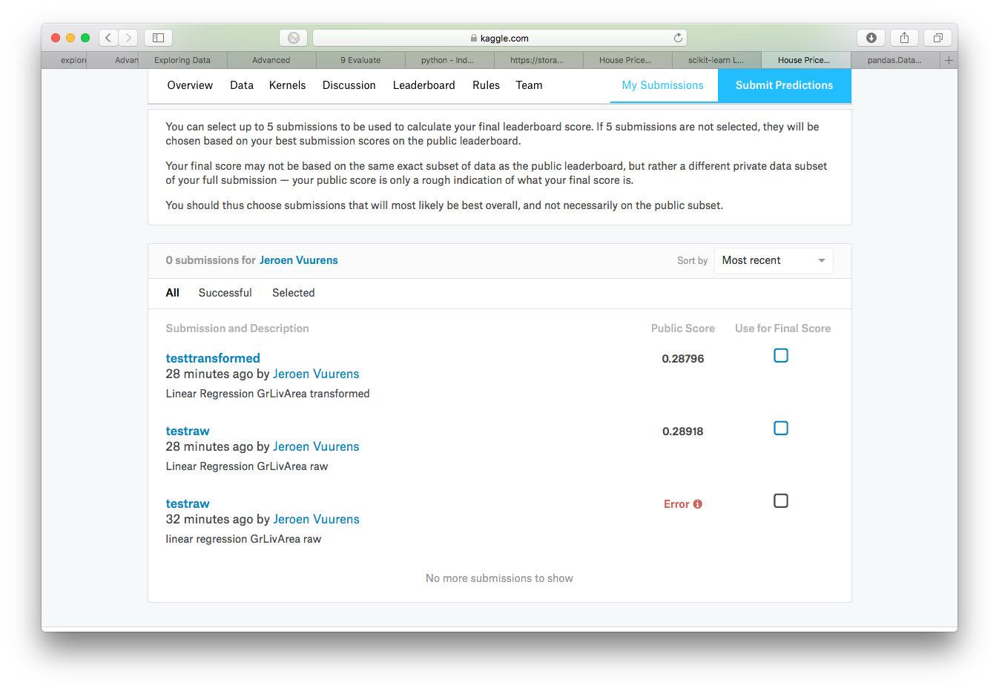 kaggle.com
explor Advan Exploring Data Advanced 9 Evaluate python - Ind... https://stora... House Price... scikit-learn L... House Price... pandas.Data...
Overview Data Kernels Discussion Leaderboard Rules Team My Submissions Submit Predictions
You can select up to 5 submissions to be used to calculate your final leaderboard score. If 5 submissions are not selected, they will be
chosen based on your best submission scores on the public leaderboard.
Your final score may not be based on the same exact subset of data as the public leaderboard, but rather a different private data subset
of your full submission — your public score is only a rough indication of what your final score is.
You should thus choose submissions that will most likely be best overall, and not necessarily on the public subset.
0 submissions for Jeroen Vuurens Sort by Most recent
All Successful Selected
Submission and Description Public Score Use for Final Score
testtransformed 0.28796
28 minutes ago by Jeroen Vuurens
Linear Regression GrLivArea transformed
testraw 0.28918
28 minutes ago by Jeroen Vuurens
Linear Regression GrLivArea raw
testraw Error
32 minutes ago by Jeroen Vuurens
linear regression GrLivArea raw
No more submissions to show